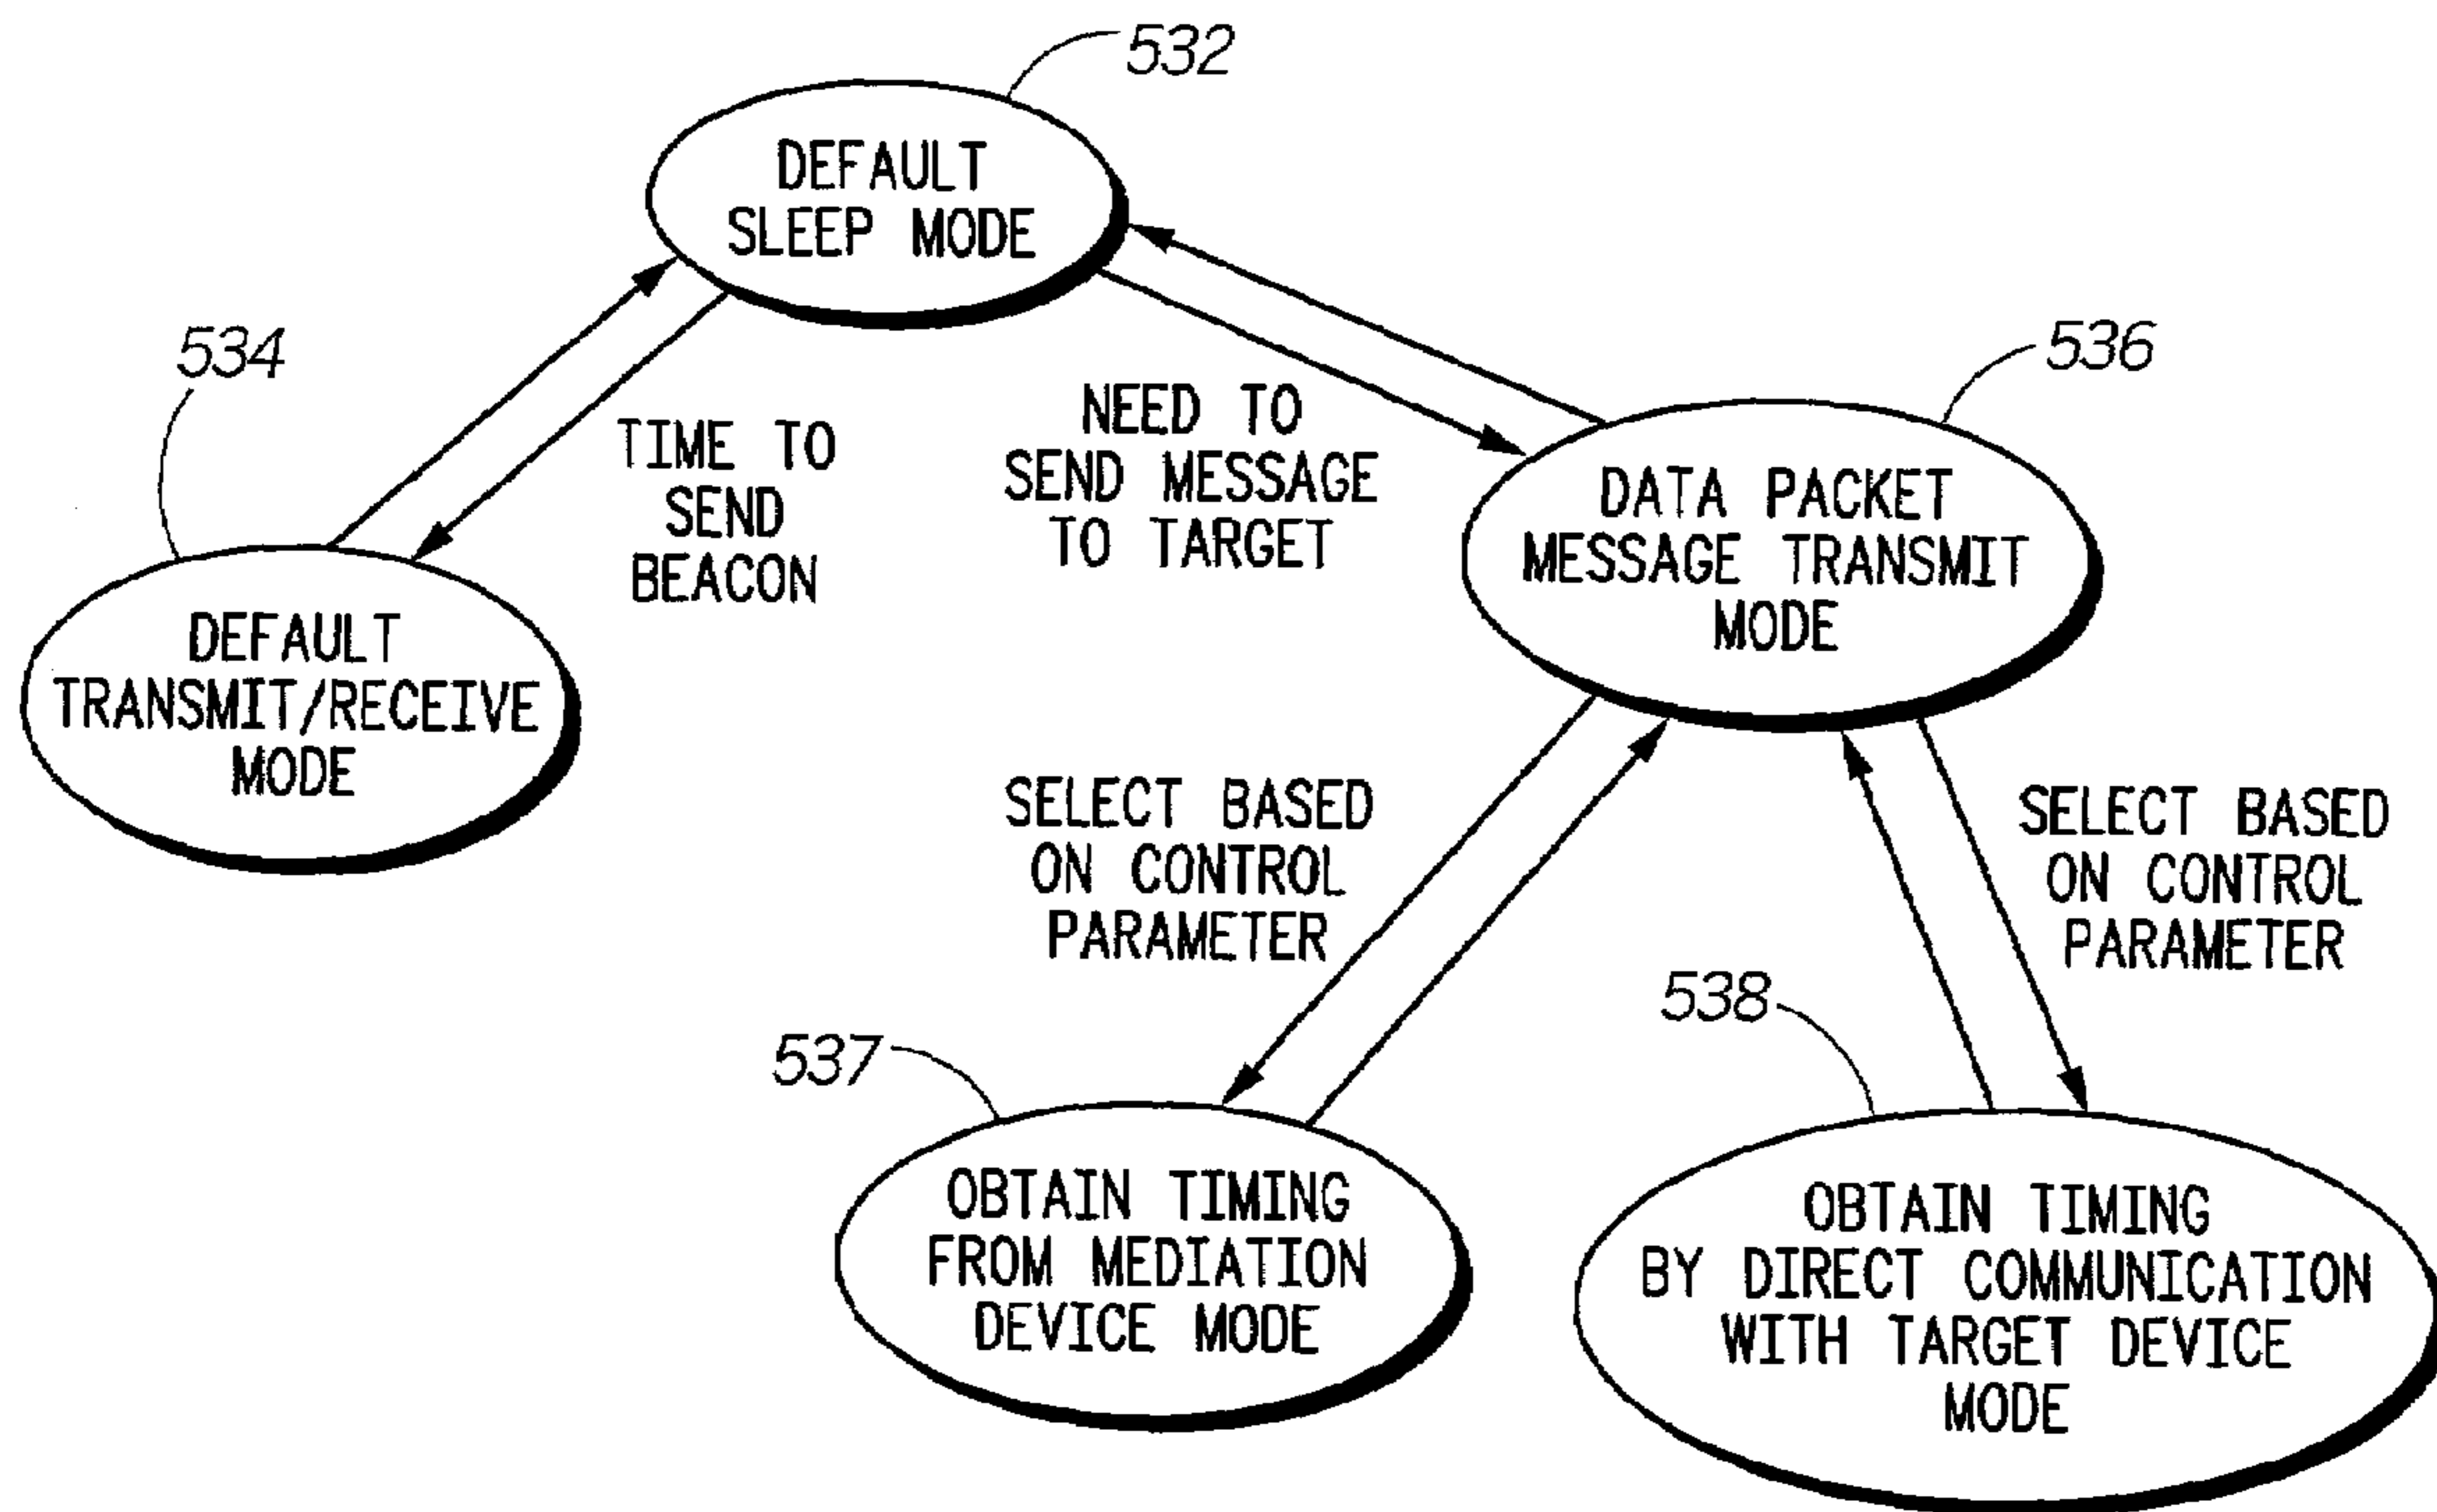 532
DEFAULT
SLEEP MODE
534
536
TIME TO
SEND
BEACON
NEED TO
SEND MESSAGE
TO TARGET
DATA PACKET
MESSAGE TRANSMIT
MODE
DEFAULT
TRANSMIT/RECEIVE
MODE
SELECT BASED
ON CONTROL
PARAMETER
SELECT BASED
ON CONTROL
PARAMETER
537
538
OBTAIN TIMING
FROM MEDIATION
DEVICE MODE
OBTAIN TIMING
BY DIRECT COMMUNICATION
WITH TARGET DEVICE
MODE